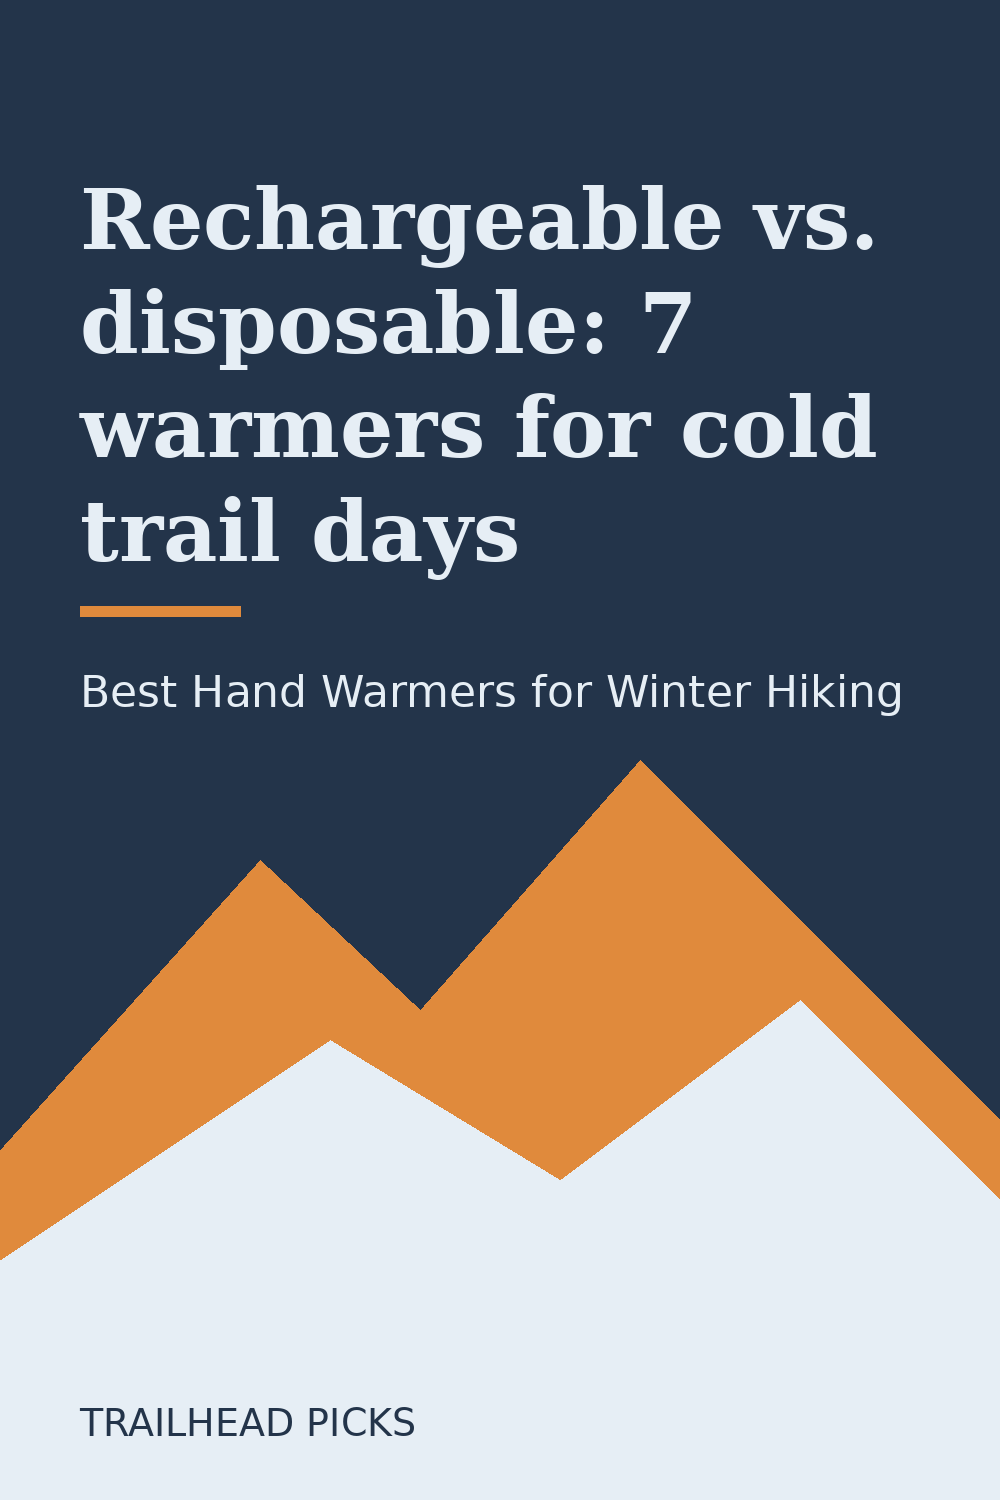 Rechargeable vs.
disposable: 7
warmers for cold
trail days
Best Hand Warmers for Winter Hiking
TRAILHEAD PICKS